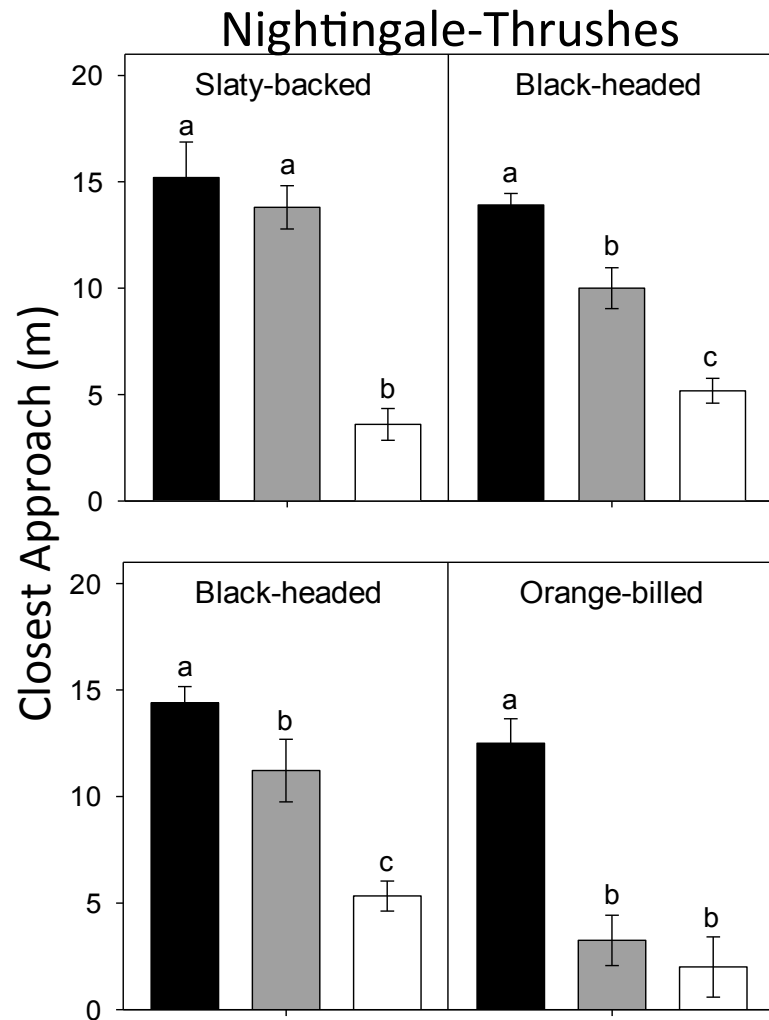 Nightingale-Thrushes
Closest Approach (m)
20
15
10
5
0
Slaty-backed
a
a
b
Black-headed
a
b
c
20
15
10
5
0
Black-headed
a
b
c
Orange-billed
a
b
b